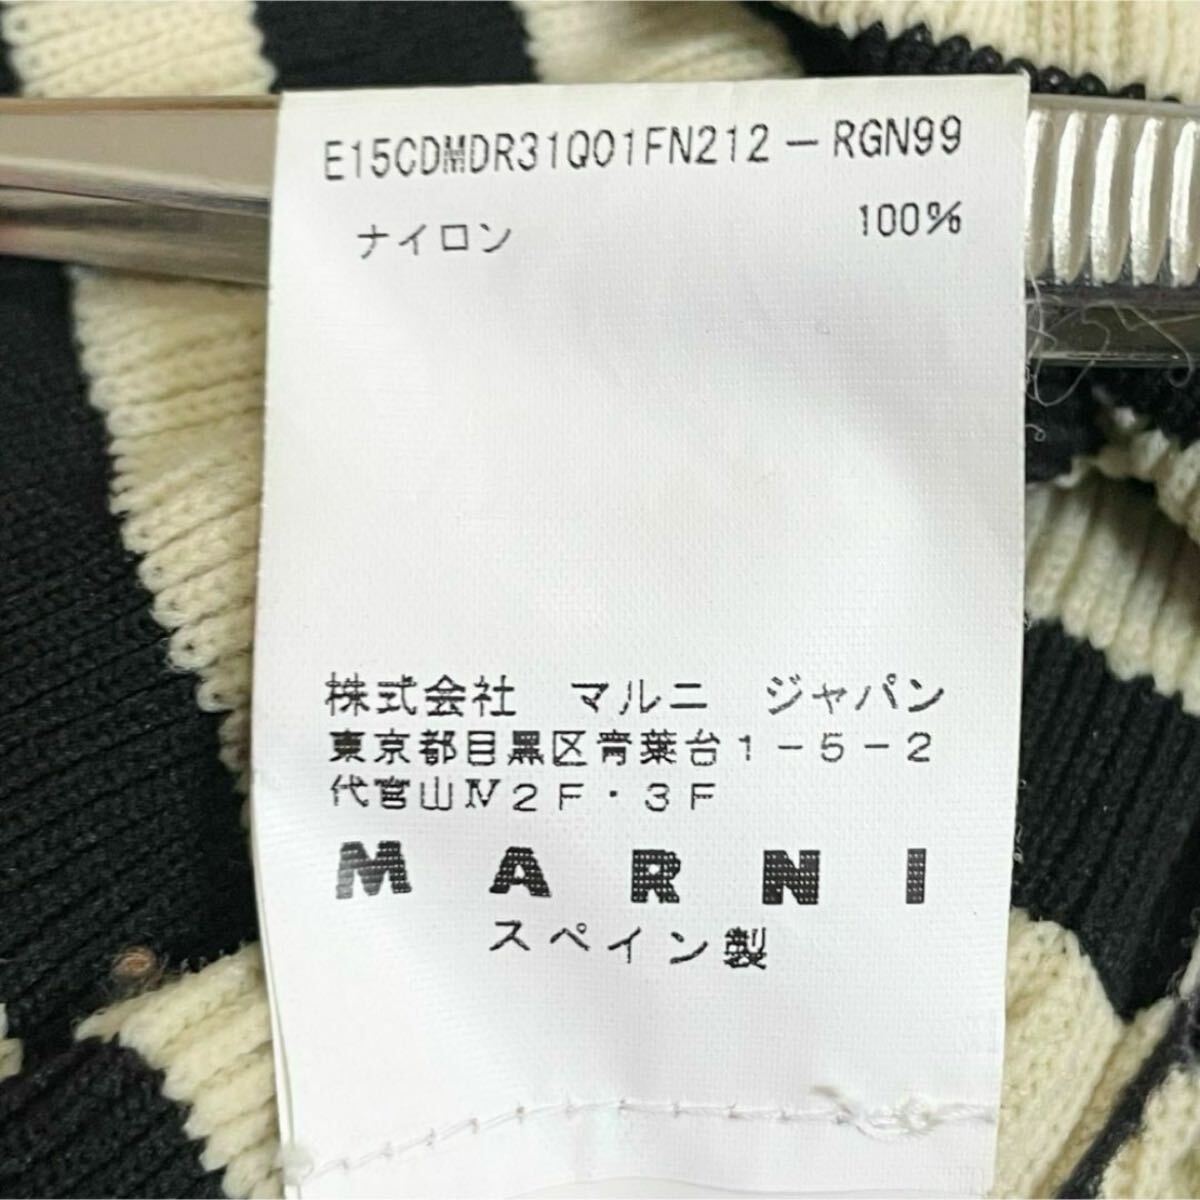 E15CDMDR31Q01FN212-RGN99
ナイロン 100%
株式会社 マルニ ジャパン
東京都目黒区青葉台1-5-2
代官山Ⅳ2F・3F
MARNI
スペイン製